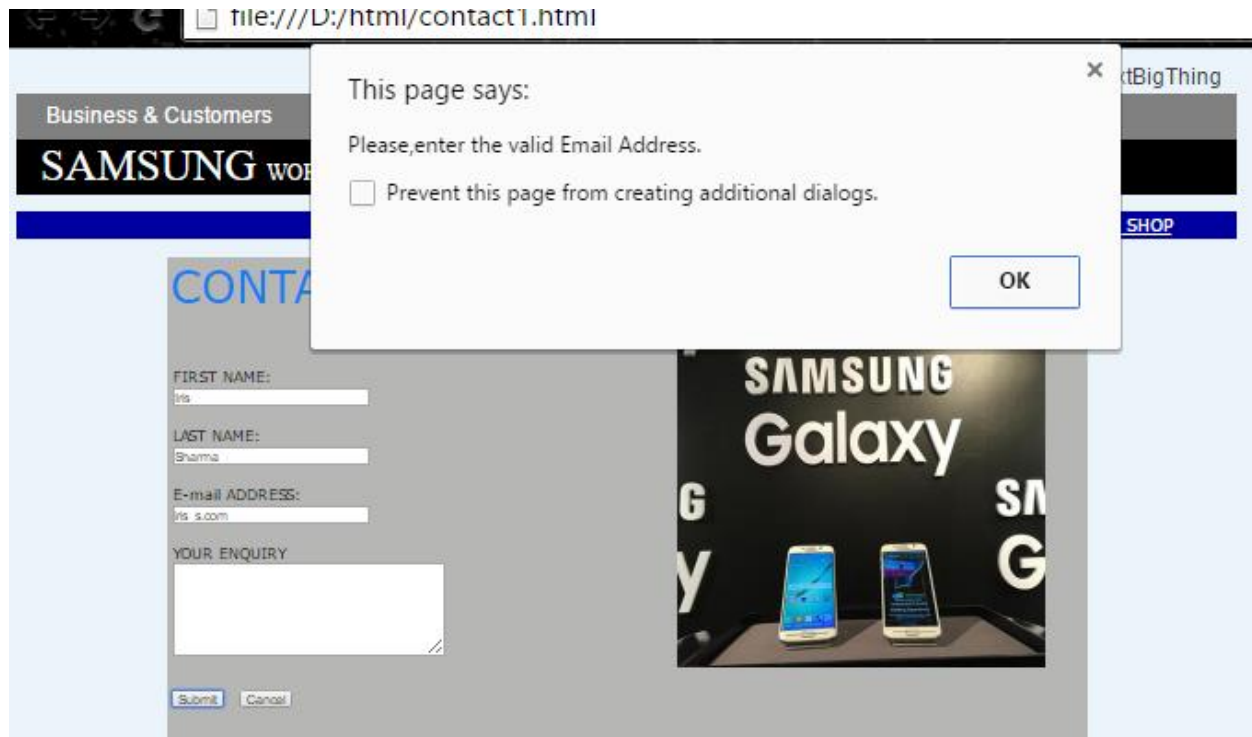 file:///D:/html/contact1.html
This page says:
Please,enter the valid Email Address.
Prevent this page from creating additional dialogs.
OK
Business & Customers
SAMSUNG
SHOP
FIRST NAME:
Iris
LAST NAME:
Sharma
E-mail ADDRESS:
Iris s.com
YOUR ENQUIRY
Submit
Cancel
SAMSUNG
Galaxy